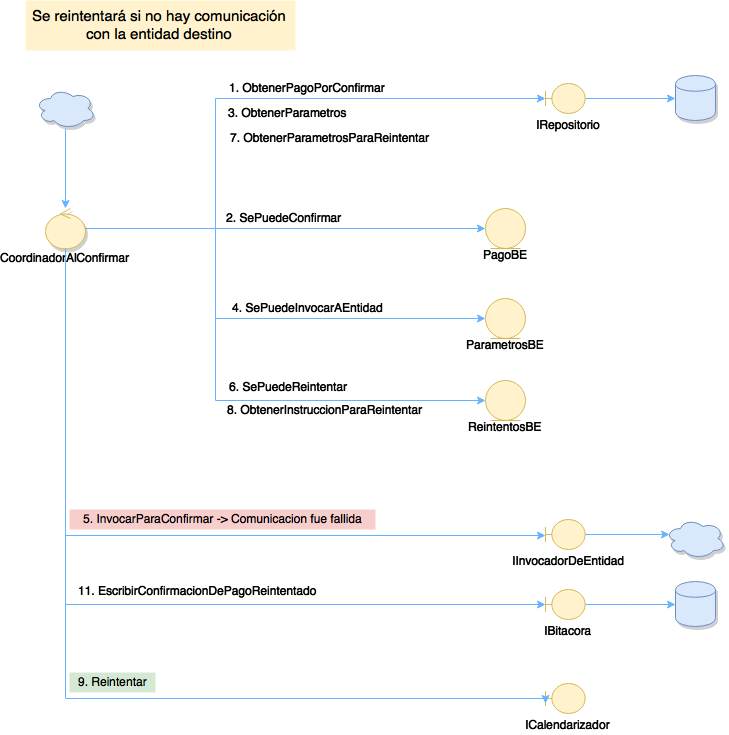 Se reintentará si no hay comunicación
con la entidad destino
1. ObtenerPagoPorConfirmar
3. ObtenerParametros
7. ObtenerParametrosParaReintentar
IRepositorio
CoordinadorAlConfirmar
2. SePuedeConfirmar
PagoBE
4. SePuedeInvocarAEntidad
ParametrosBE
6. SePuedeReintentar
8. ObtenerInstruccionParaReintentar
ReintentosBE
5. InvocarParaConfirmar -> Comunicacion fue fallida
IInvocadorDeEntidad
11. EscribirConfirmacionDePagoReintentado
IBitacora
9. Reintentar
ICalendarizador